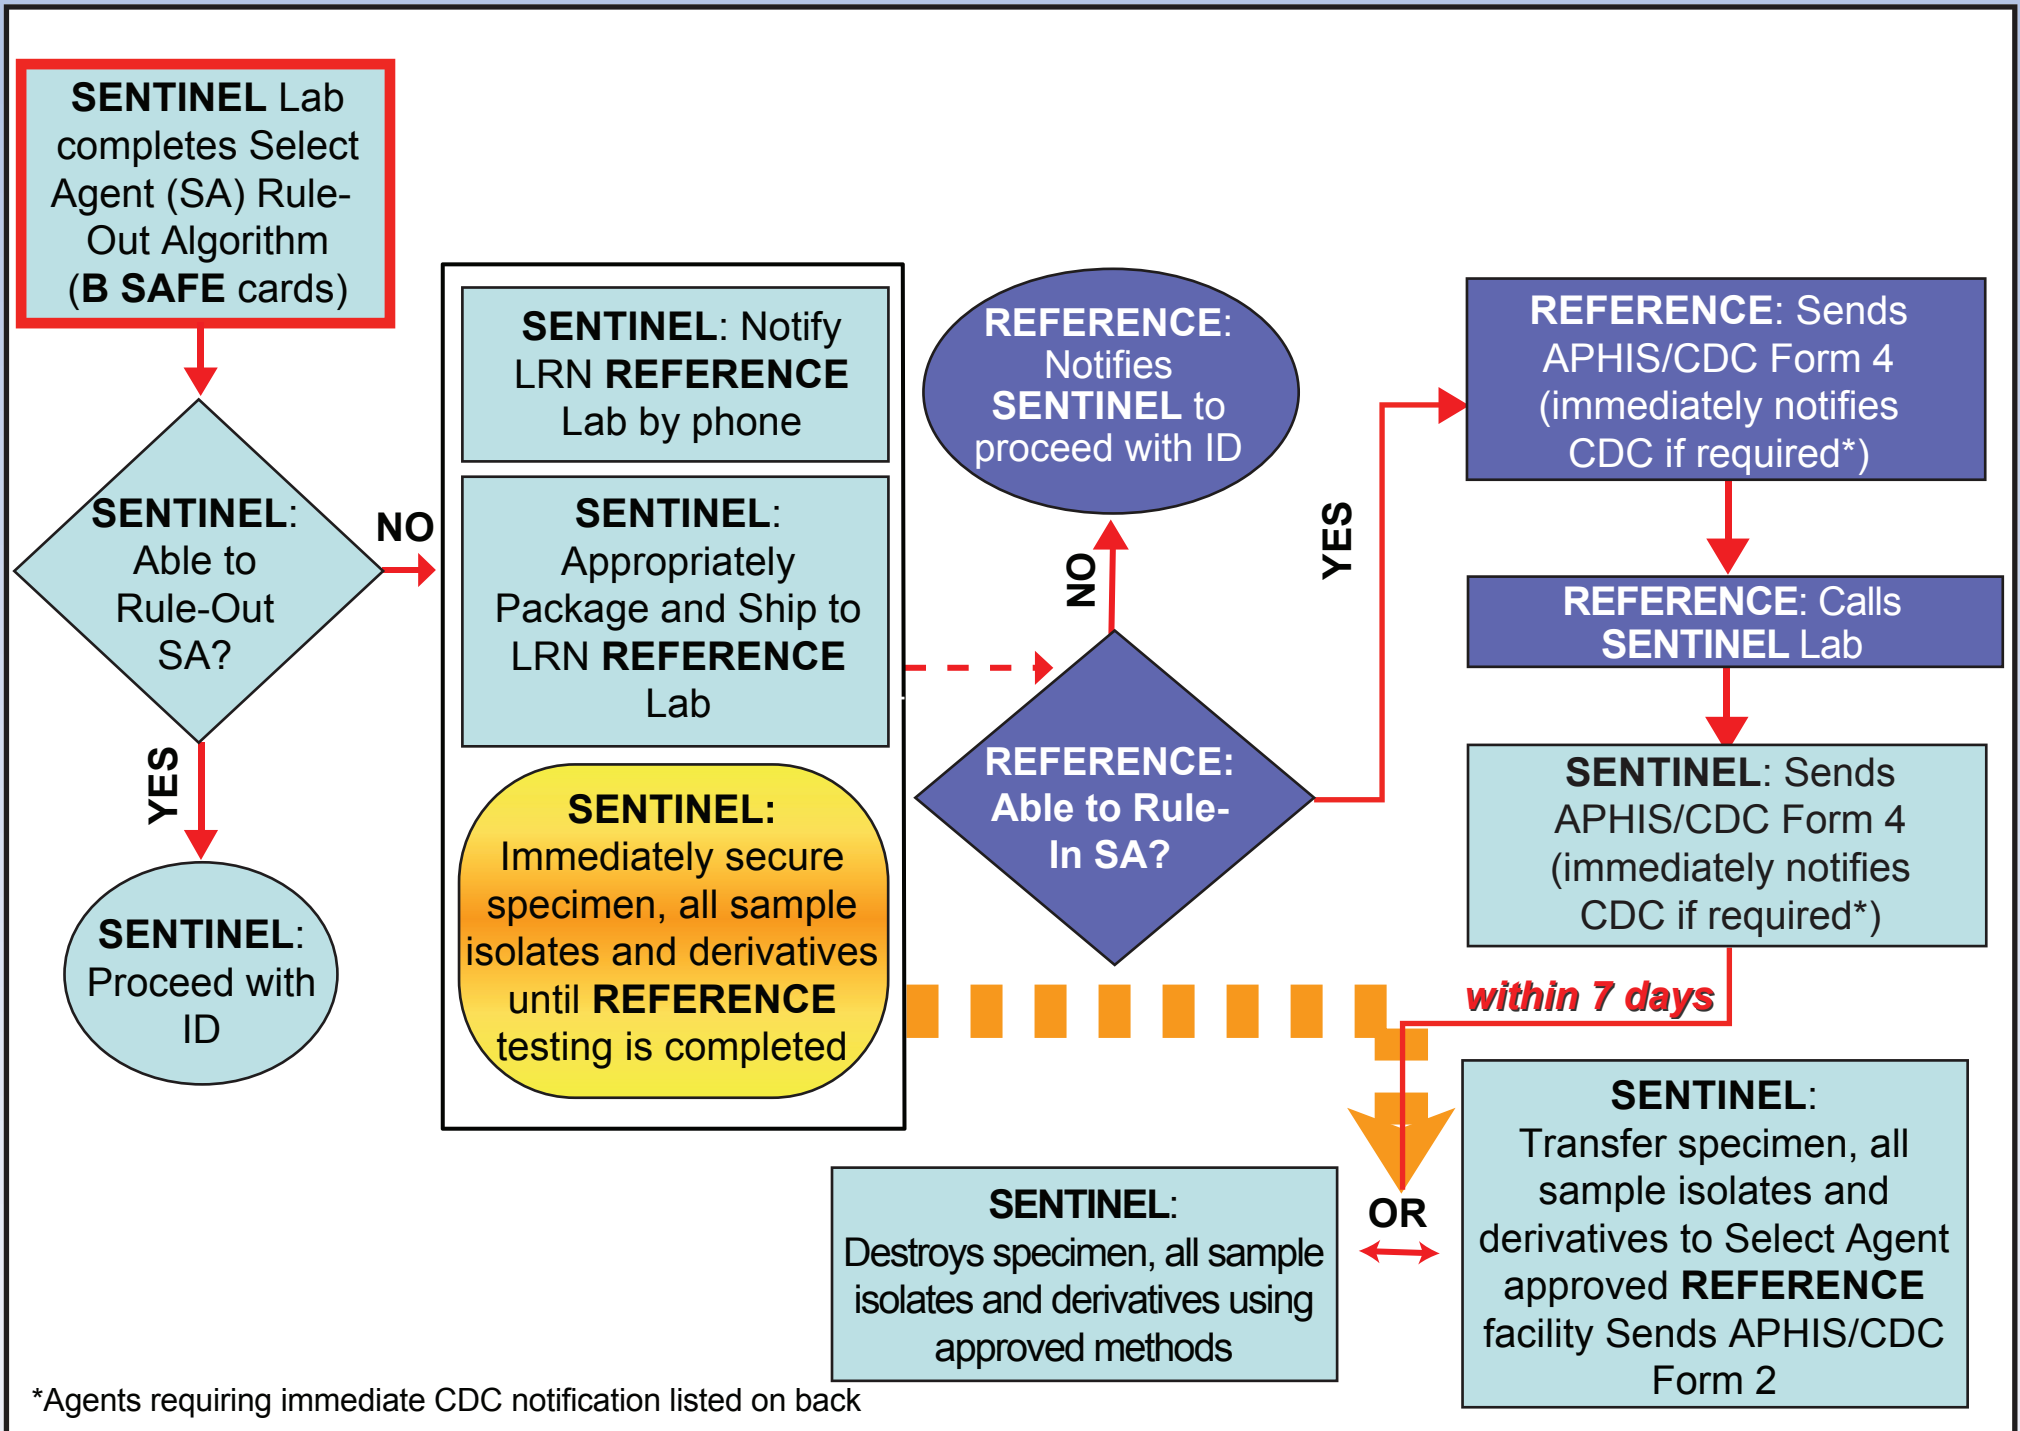 SENTINEL Lab
completes Select
Agent (SA) Rule-
Out Algorithm
(B SAFE cards)
SENTINEL:
Able to
Rule-Out
SA?
NO
YES
SENTINEL:
Proceed with
ID
SENTINEL: Notify
LRN REFERENCE
Lab by phone
SENTINEL:
Appropriately
Package and Ship to
LRN REFERENCE
Lab
SENTINEL:
Immediately secure
specimen, all sample
isolates and derivatives
until REFERENCE
testing is completed
REFERENCE:
Notifies
SENTINEL to
proceed with ID
NO
REFERENCE:
Able to Rule-
In SA?
YES
REFERENCE: Sends
APHIS/CDC Form 4
(immediately notifies
CDC if required*)
REFERENCE: Calls
SENTINEL Lab
SENTINEL: Sends
APHIS/CDC Form 4
(immediately notifies
CDC if required*)
within 7 days
SENTINEL:
Destroys specimen, all sample
isolates and derivatives using
approved methods
OR
SENTINEL:
Transfer specimen, all
sample isolates and
derivatives to Select Agent
approved REFERENCE
facility Sends APHIS/CDC
Form 2
*Agents requiring immediate CDC notification listed on back